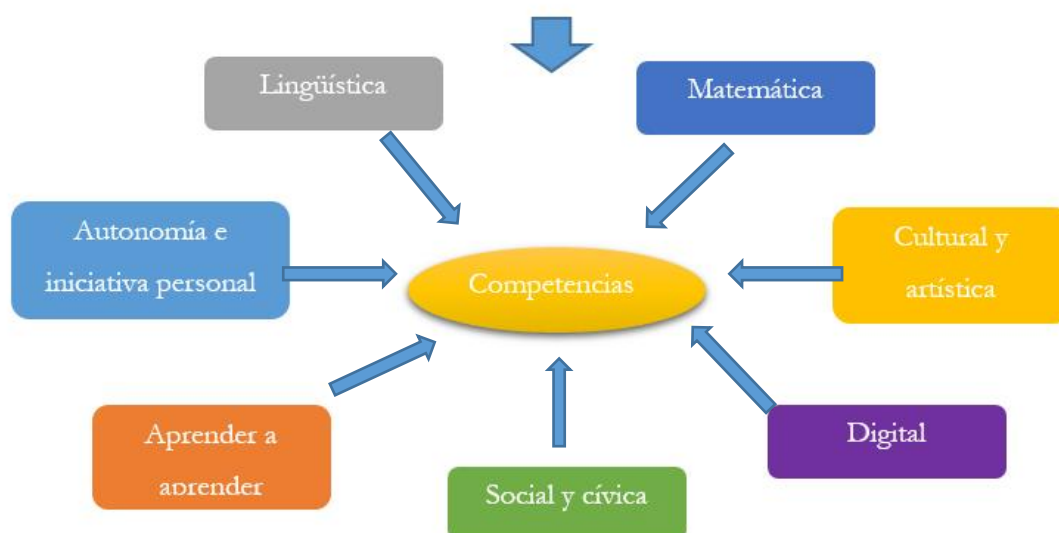 Lingüística
Matemática
Autonomía e
iniciativa personal
Competencias
Cultural y
artística
Aprender a
aprender
Digital
Social y cívica